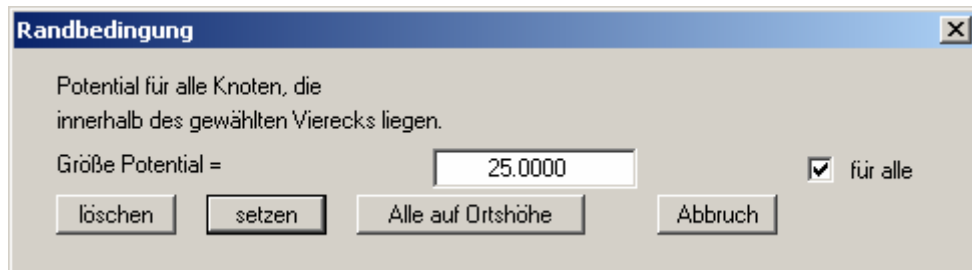 Randbedingung
Potential für alle Knoten, die
innerhalb des gewählten Vierecks liegen.
Größe Potential = 25.0000 für alle
löschen setzen Alle auf Ortshöhe Abbruch